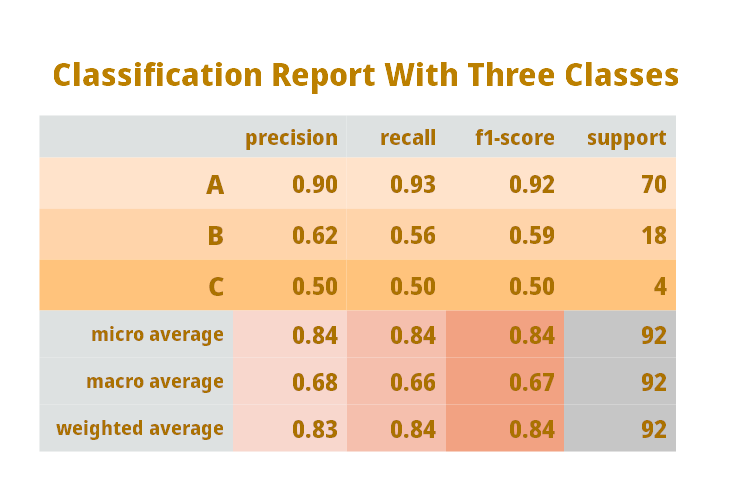 Classification Report With Three Classes
precision recall f1-score support
A 0.90 0.93 0.92 70
B 0.62 0.56 0.59 18
C 0.50 0.50 0.50 4
micro average 0.84 0.84 0.84 92
macro average 0.68 0.66 0.67 92
weighted average 0.83 0.84 0.84 92